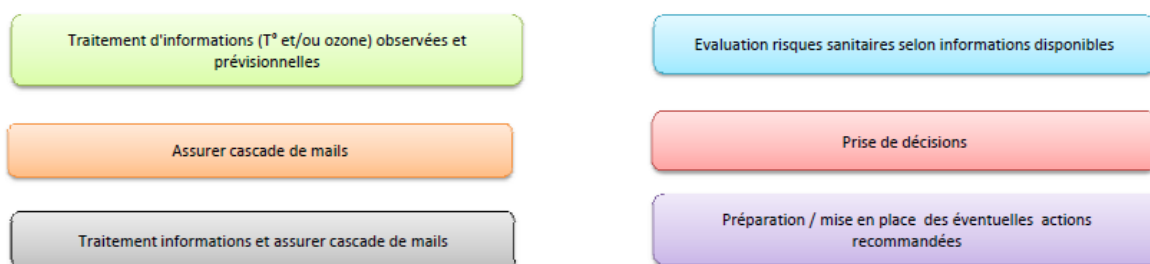 Traitement d'informations (T° et/ou ozone) observées et
prévisionnelles
Evaluation risques sanitaires selon informations disponibles
Assurer cascade de mails
Prise de décisions
Traitement informations et assurer cascade de mails
Préparation / mise en place des éventuelles actions
recommandées